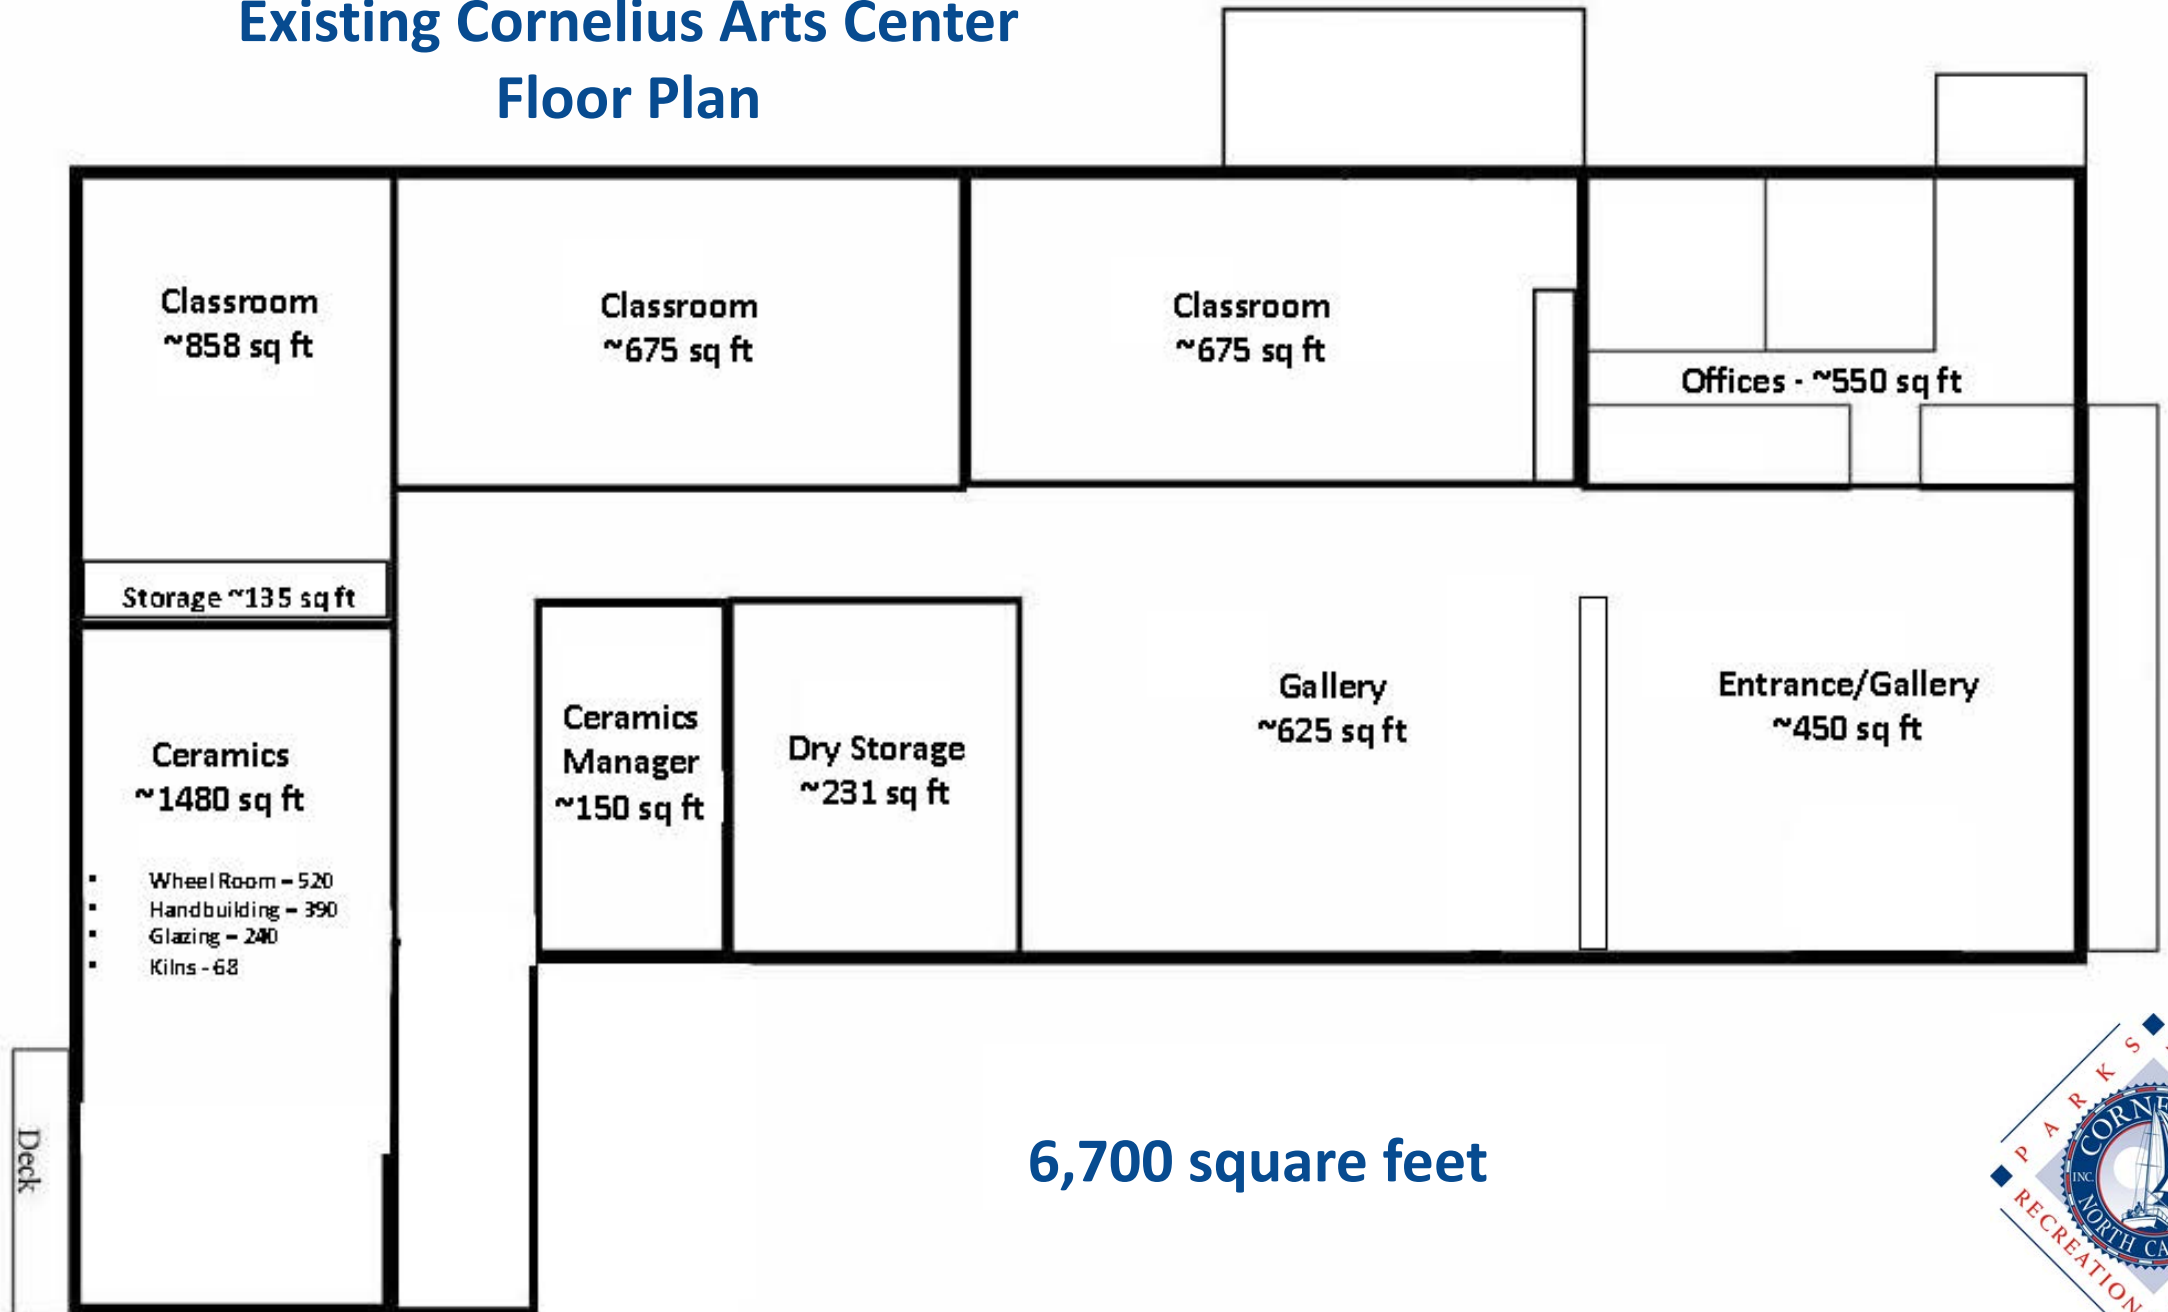 Existing Cornelius Arts Center
Floor Plan
Classroom
~858 sq ft
Classroom
~675 sq ft
Classroom
~675 sq ft
Offices - ~550 sq ft
Storage ~135 sq ft
Ceramics
~1480 sq ft
▪ Wheel Room – 520
▪ Handbuilding – 390
▪ Glazing – 240
▪ Kilns - 68
Ceramics
Manager
~150 sq ft
Dry Storage
~231 sq ft
Gallery
~625 sq ft
Entrance/Gallery
~450 sq ft
Deck
6,700 square feet
PARKS
INC.
NORTH
RECREATION